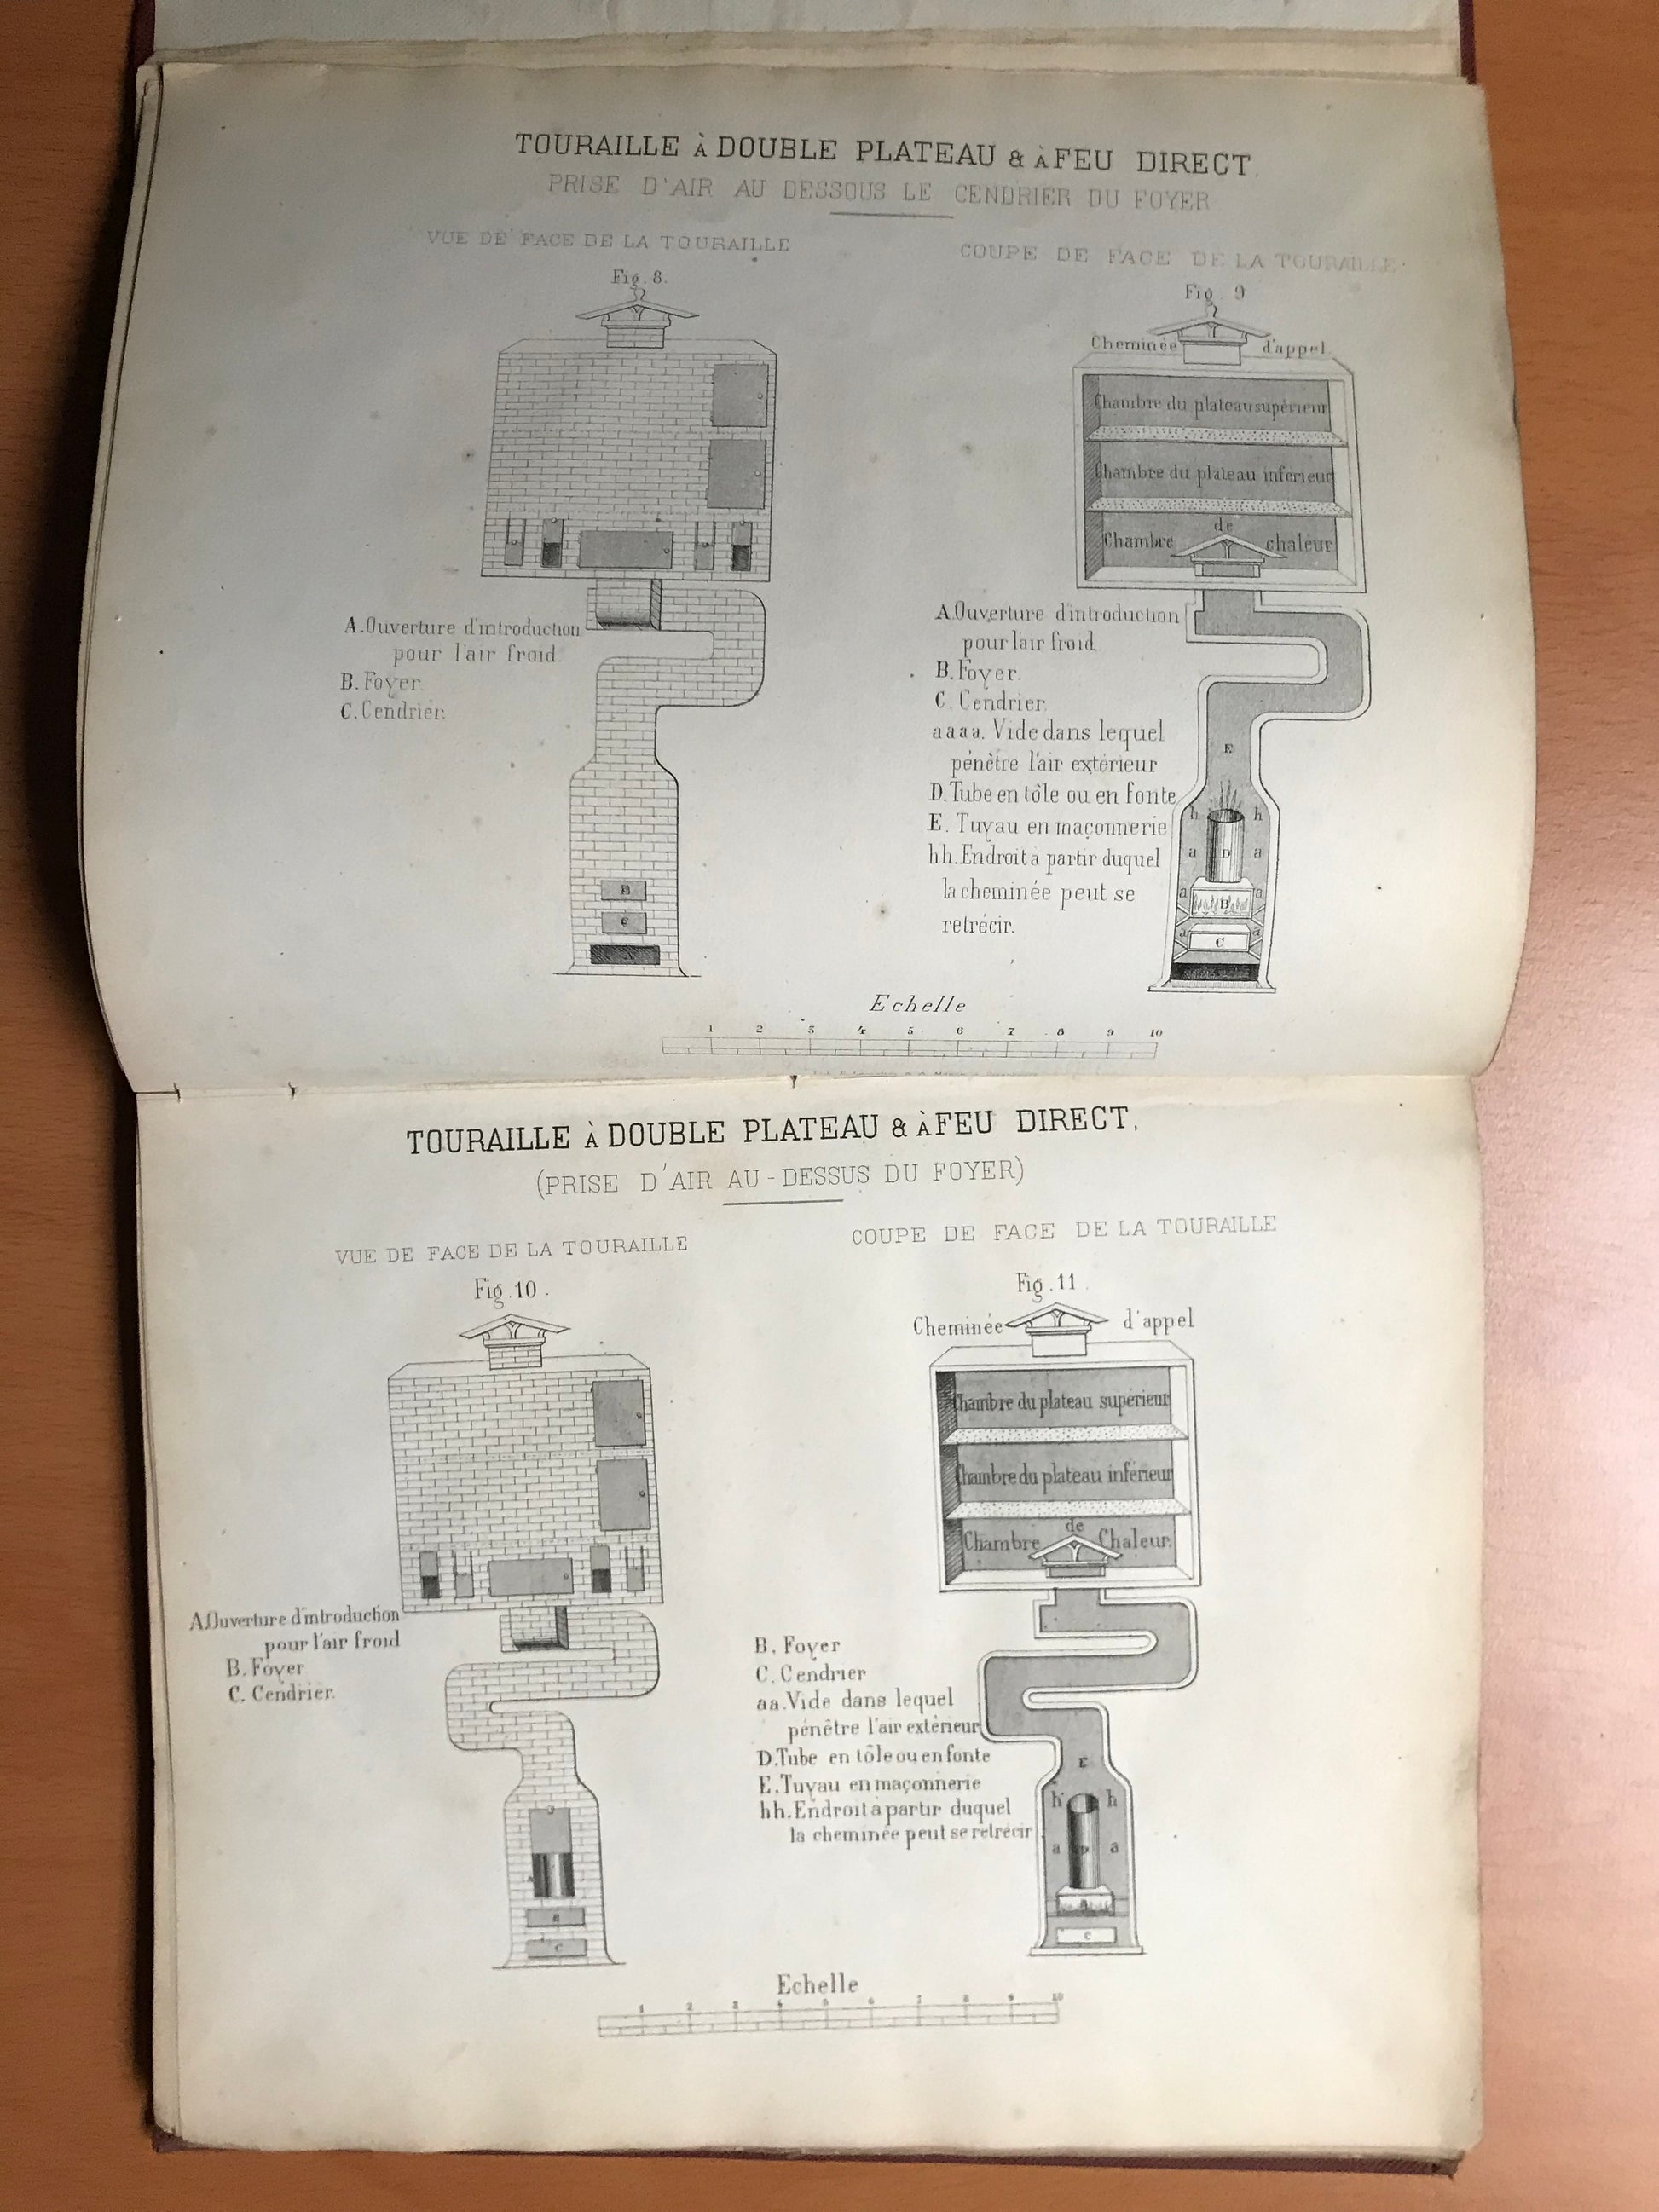 TOURAILLE À DOUBLE PLATEAU & À FEU DIRECT.
PRISE D'AIR AU DESSOUS LE CENDRIER DU FOYER
VUE DE FACE DE LA TOURAILLE
Fig. 8.
A. Ouverture d'introduction
pour l'air froid.
B. Foyer
C. Cendrier.
B
C
COUPE DE FACE DE LA TOURAILLE
Fig. 9
Cheminée d'appel.
Chambre du plateau supérieur
Chambre du plateau inferieur
Chambre de chaleur
A. Ouverture d'introduction
pour l'air froid.
B. Foyer.
C. Cendrier.
aaaa. Vide dans lequel
pénètre l'air extérieur
D. Tube en tôle ou en fonte
E. Tuyau en maçonnerie
hh. Endroit a partir duquel
la cheminée peut se
retrécir.
E
h h
a D a
a B a
a C a
Echelle
1 2 3 4 5 6 7 8 9 10
TOURAILLE À DOUBLE PLATEAU & À FEU DIRECT,
(PRISE D'AIR AU-DESSUS DU FOYER)
VUE DE FACE DE LA TOURAILLE
Fig. 10.
A. Ouverture d'introduction
pour l'air froid
B. Foyer
C. Cendrier.
B
C
COUPE DE FACE DE LA TOURAILLE
Fig. 11
Cheminée d'appel
Chambre du plateau supérieur
Chambre du plateau inférieur
Chambre de Chaleur.
B. Foyer
C. Cendrier
aa. Vide dans lequel
pénêtre l'air extérieur
D. Tube en tôle ou en fonte
E. Tuyau en maçonnerie
hh. Endroit à partir duquel
la cheminée peut se retrécir
E
h h
a D a
C
Echelle
1 2 3 4 5 6 7 8 9 10